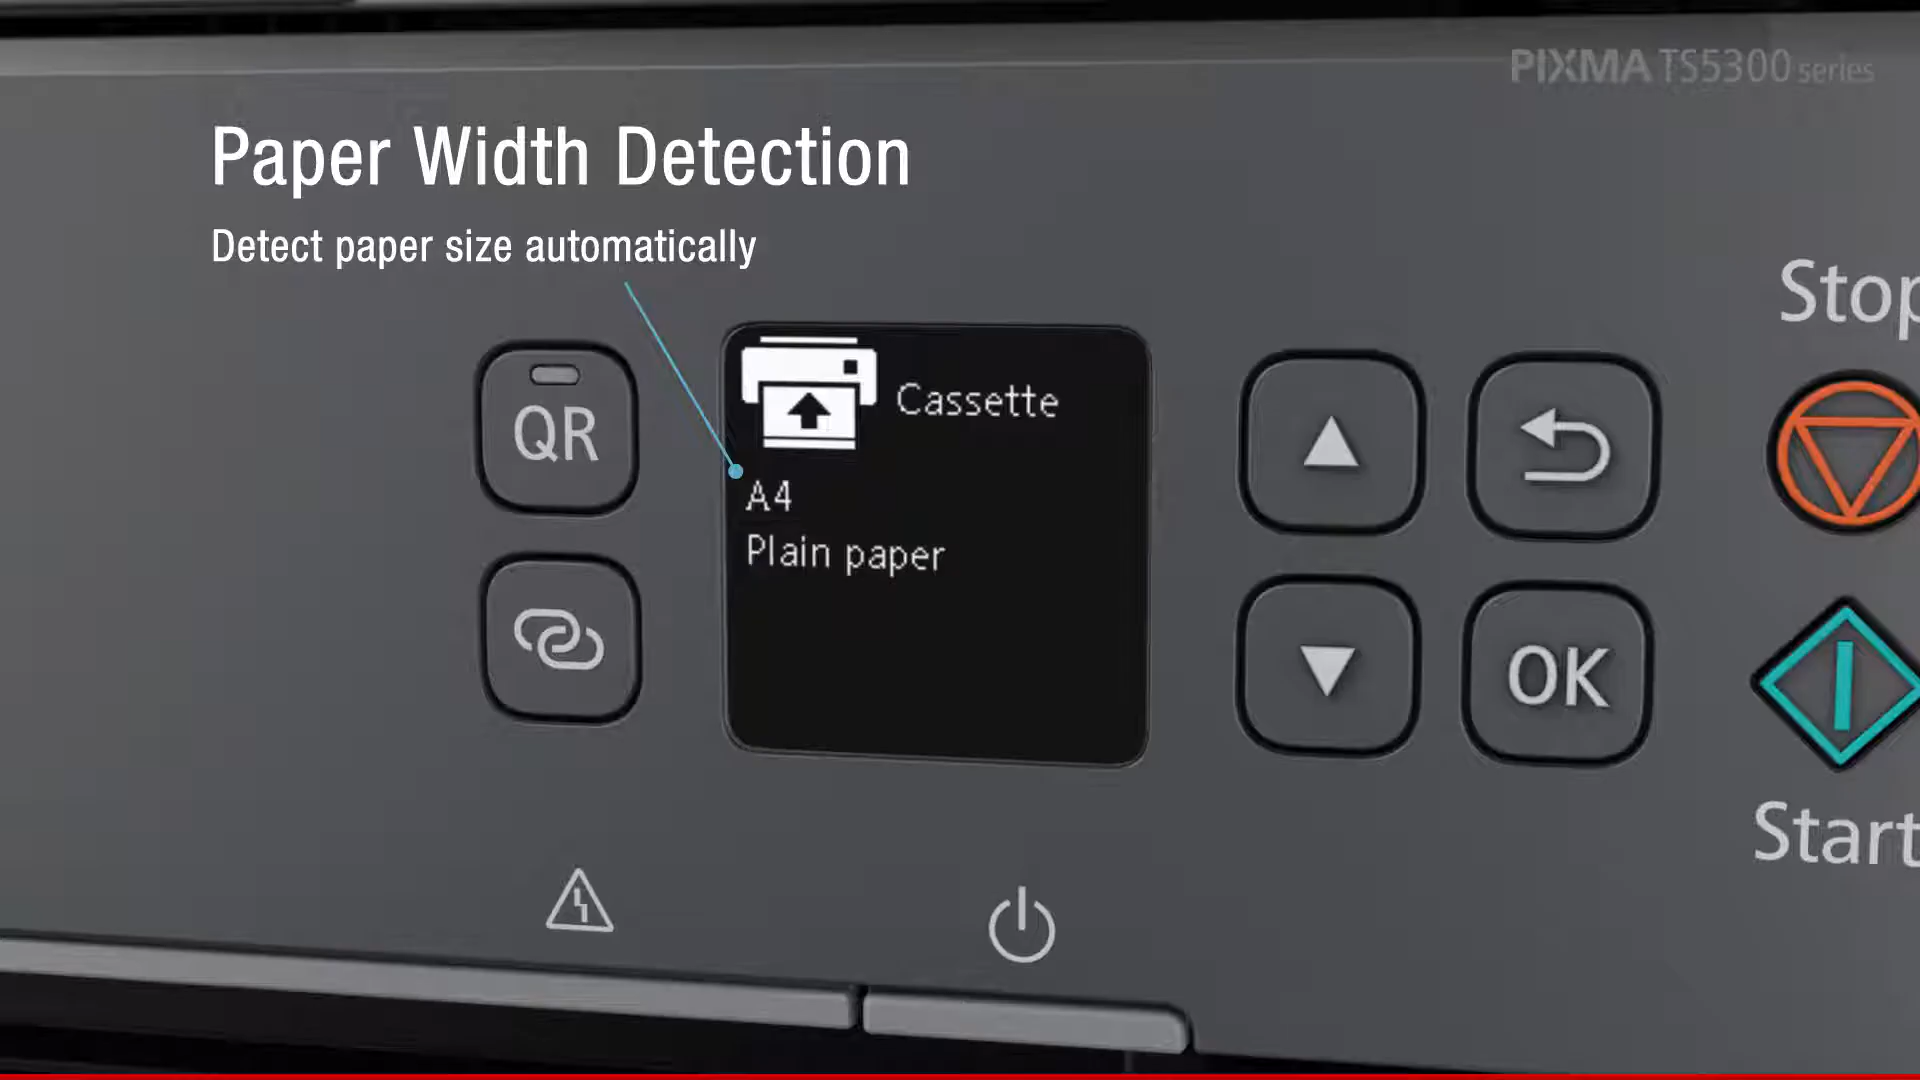 PIXMA TS5300 series
Paper Width Detection
Detect paper size automatically
Stop
QR
Cassette
A4
Plain paper
OK
Start